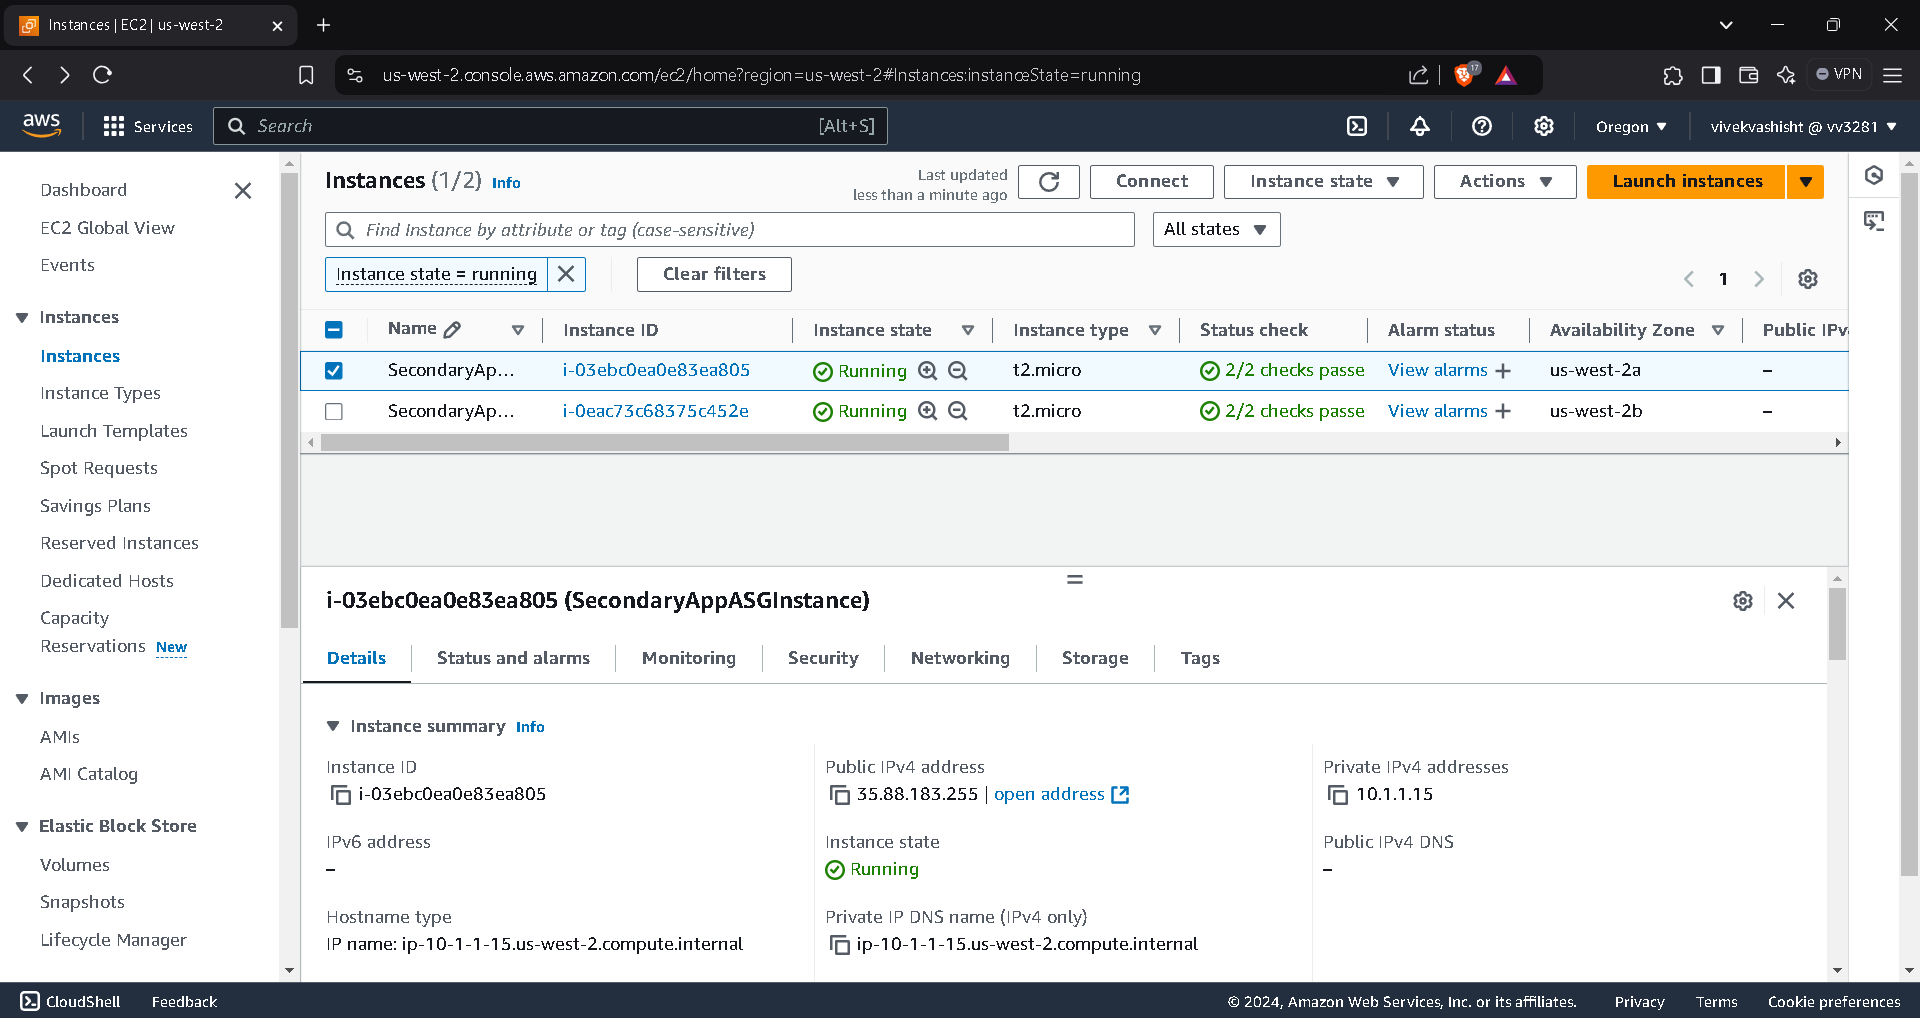 Instances | EC2 | us-west-2
us-west-2.console.aws.amazon.com/ec2/home?region=us-west-2#Instances:instanceState=running
17
VPN
aws
Services
Search
[Alt+S]
Oregon
vivekvashisht @ vv3281
Dashboard
EC2 Global View
Events
Instances
Instances
Instance Types
Launch Templates
Spot Requests
Savings Plans
Reserved Instances
Dedicated Hosts
Capacity
Reservations New
Images
AMIs
AMI Catalog
Elastic Block Store
Volumes
Snapshots
Lifecycle Manager
Instances (1/2) Info
Last updated
less than a minute ago
Connect
Instance state
Actions
Launch instances
Find Instance by attribute or tag (case-sensitive)
All states
Instance state = running
Clear filters
1
Name Instance ID Instance state Instance type Status check Alarm status Availability Zone Public IPv
SecondaryAp... i-03ebc0ea0e83ea805 Running t2.micro 2/2 checks passe View alarms + us-west-2a –
SecondaryAp... i-0eac73c68375c452e Running t2.micro 2/2 checks passe View alarms + us-west-2b –
i-03ebc0ea0e83ea805 (SecondaryAppASGInstance)
Details Status and alarms Monitoring Security Networking Storage Tags
Instance summary Info
Instance ID
i-03ebc0ea0e83ea805
Public IPv4 address
35.88.183.255 | open address
Private IPv4 addresses
10.1.1.15
IPv6 address
–
Instance state
Running
Public IPv4 DNS
–
Hostname type
IP name: ip-10-1-1-15.us-west-2.compute.internal
Private IP DNS name (IPv4 only)
ip-10-1-1-15.us-west-2.compute.internal
CloudShell
Feedback
© 2024, Amazon Web Services, Inc. or its affiliates.
Privacy
Terms
Cookie preferences